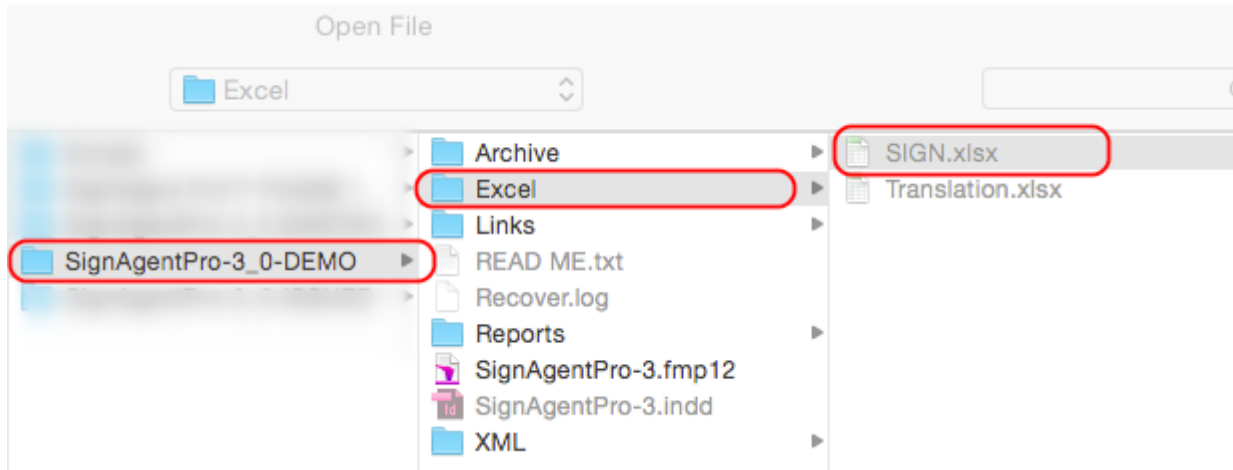 Open File
Excel
SignAgentPro-3_0-DEMO
Archive
Excel
Links
READ ME.txt
Recover.log
Reports
SignAgentPro-3.fmp12
SignAgentPro-3.indd
XML
SIGN.xlsx
Translation.xlsx